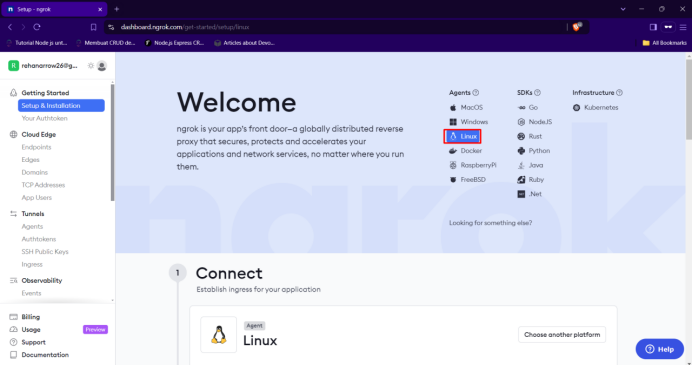 Setup - ngrok
dashboard.ngrok.com/get-started/setup/linux
Tutorial Node js unt...
Membuat CRUD de...
Node.js Express CR...
Articles about Devo...
All Bookmarks
R rehanarrow26@g...
Getting Started
Setup & Installation
Your Authtoken
Cloud Edge
Endpoints
Edges
Domains
TCP Addresses
App Users
Tunnels
Agents
Authtokens
SSH Public Keys
Ingress
Observability
Events
Billing
Usage Preview
Support
Documentation
Welcome
ngrok is your app's front door—a globally distributed reverse
proxy that secures, protects and accelerates your
applications and network services, no matter where you run
them.
Agents
MacOS
Windows
Linux
Docker
RaspberryPI
FreeBSD
SDKs
Go
NodeJS
Rust
Python
Java
Ruby
.Net
Infrastructure
Kubernetes
Looking for something else?
ngrok
1 Connect
Establish ingress for your application
Agent
Linux
Choose another platform
Help